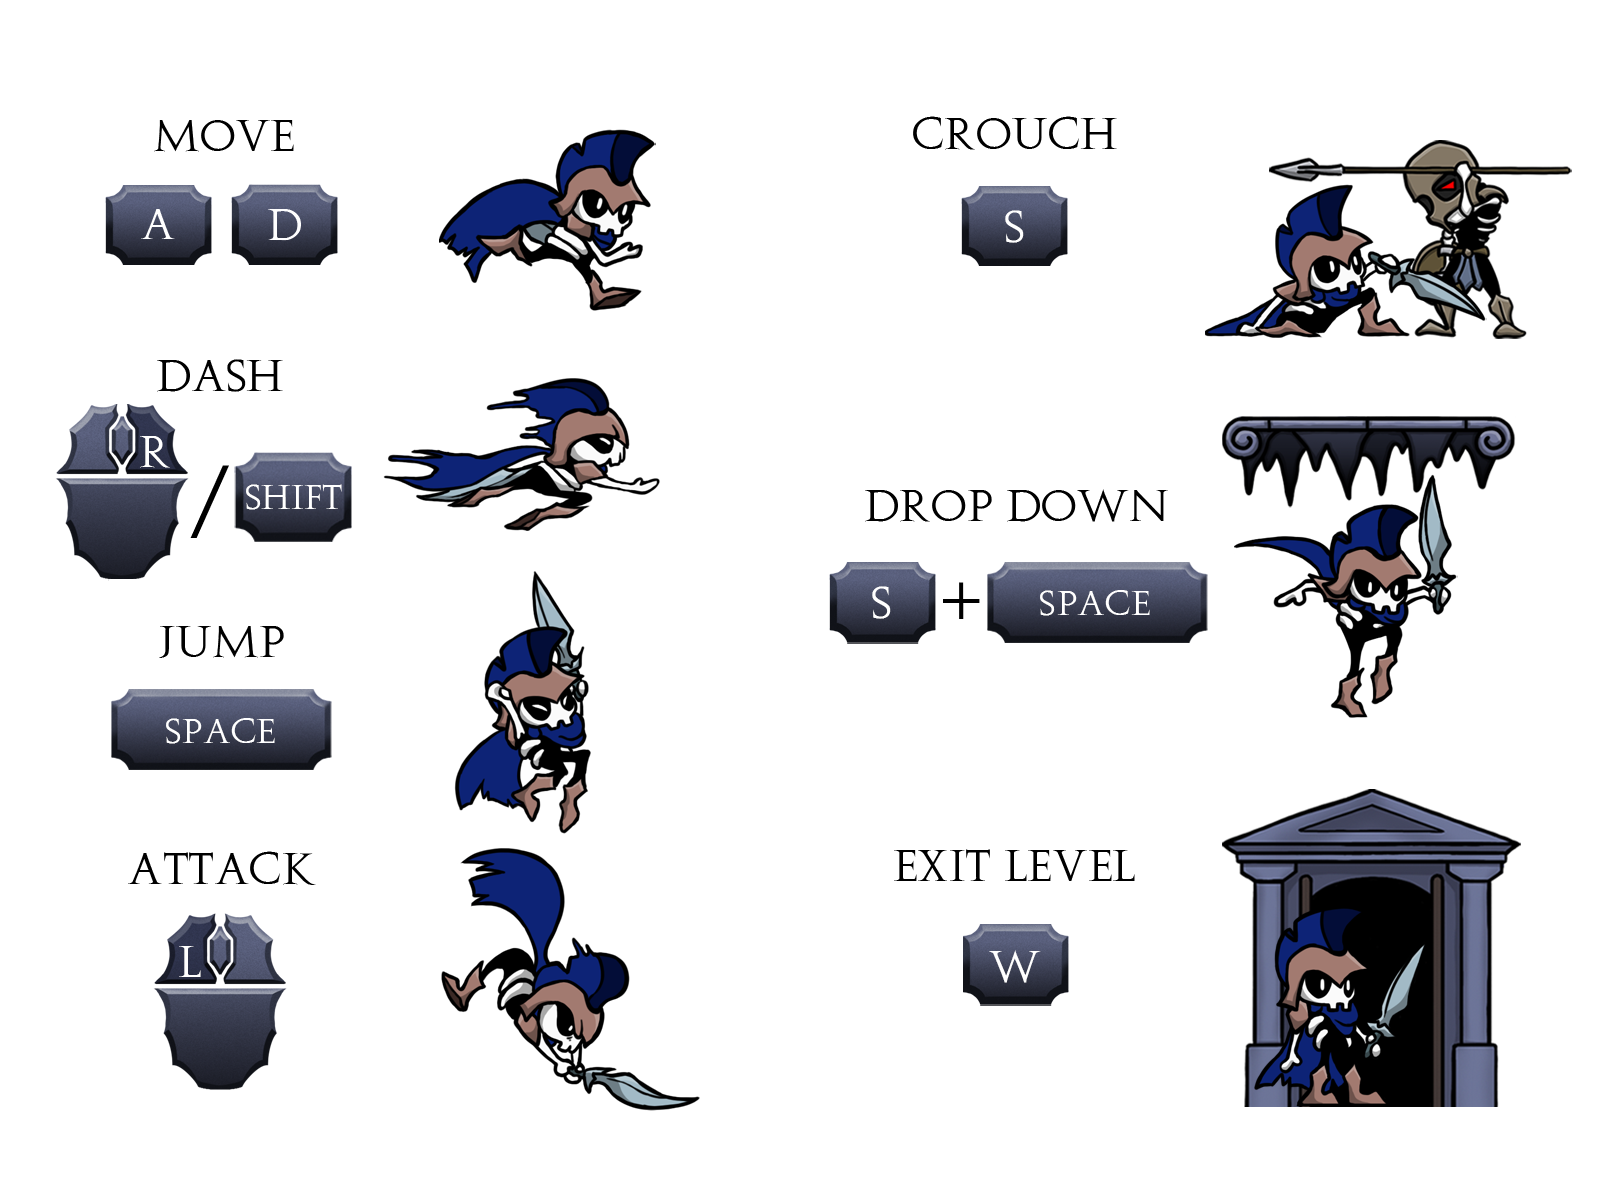 MOVE
A D
DASH
R / SHIFT
JUMP
SPACE
ATTACK
L
CROUCH
S
DROP DOWN
S + SPACE
EXIT LEVEL
W